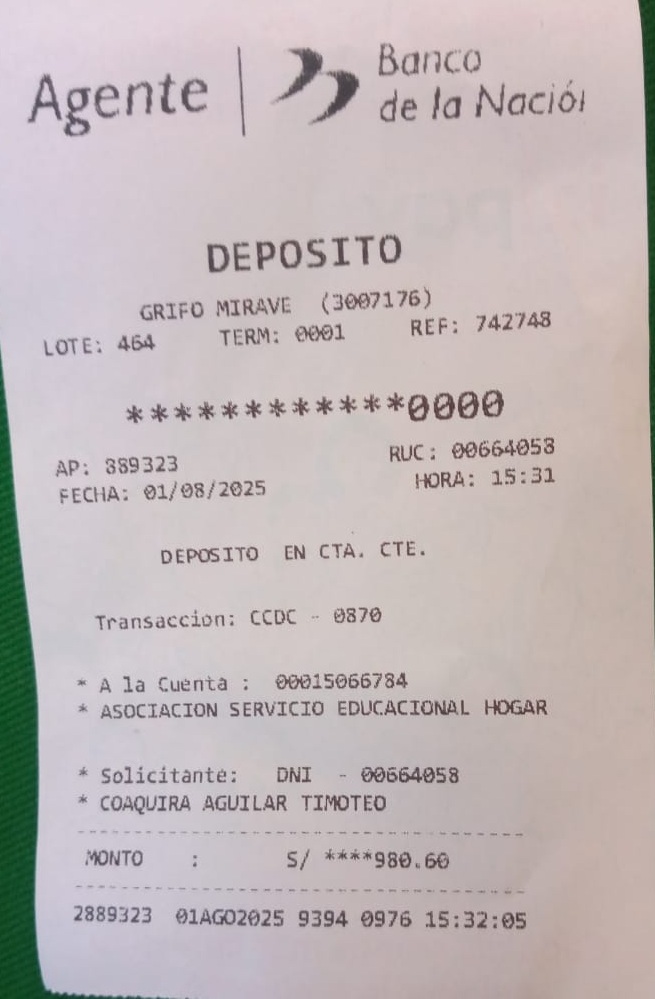 Agente
Banco
de la Nación
DEPOSITO
GRIFO MIRAVE (3007176)
LOTE: 464 TERM: 0001 REF: 742748
************0000
AP: 889323 RUC: 00664058
FECHA: 01/08/2025 HORA: 15:31
DEPOSITO EN CTA. CTE.
Transaccion: CCDC - 0870
* A la Cuenta : 00015066784
* ASOCIACION SERVICIO EDUCACIONAL HOGAR
* Solicitante: DNI - 00664058
* COAQUIRA AGUILAR TIMOTEO
MONTO : S/ ****980.60
2889323 01AGO2025 9394 0976 15:32:05